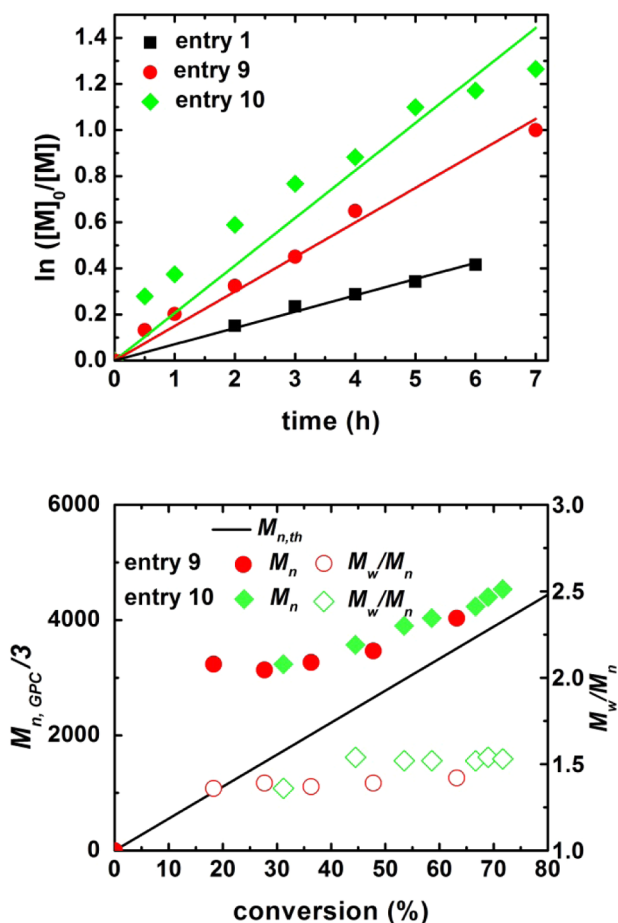 1.4
1.2
1.0
0.8
0.6
0.4
0.2
0.0
ln ([M]0/[M])
entry 1
entry 9
entry 10
0 1 2 3 4 5 6 7
time (h)
6000
4000
2000
0
Mn, GPC/3
Mn,th
entry 9 Mn Mw/Mn
entry 10 Mn Mw/Mn
3.0
2.5
2.0
1.5
1.0
Mw/Mn
0 10 20 30 40 50 60 70 80
conversion (%)